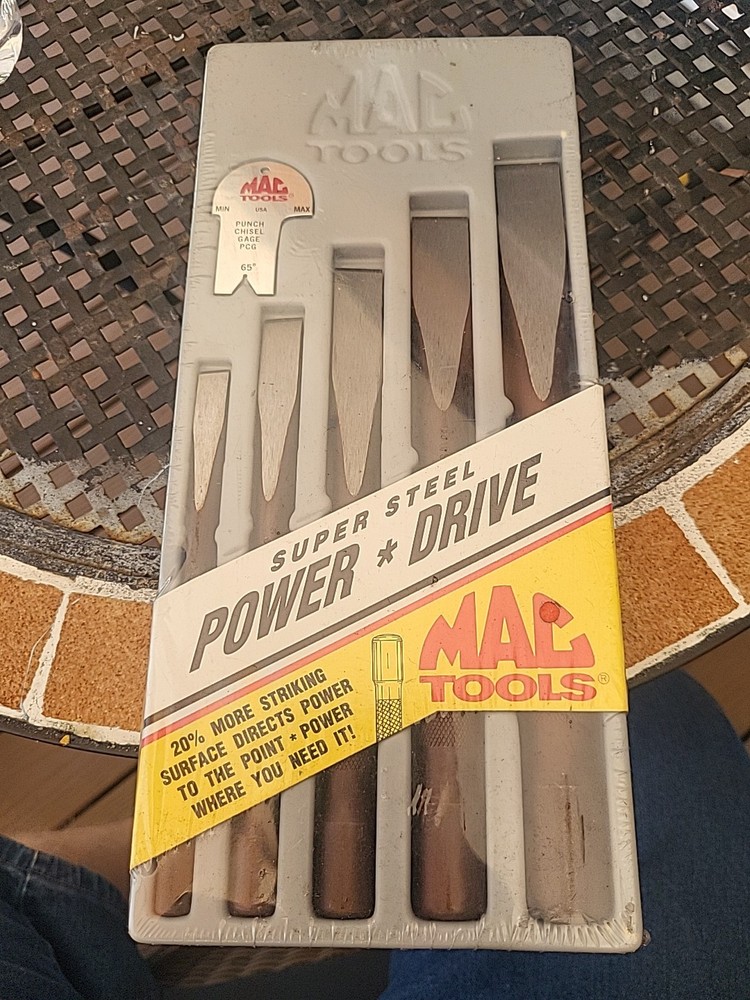 MAC
TOOLS
MAC
TOOLS
MIN USA MAX
PUNCH
CHISEL
GAGE
PCG
65°
SUPER STEEL
POWER * DRIVE
MAC
TOOLS®
20% MORE STRIKING
SURFACE DIRECTS POWER
TO THE POINT * POWER
WHERE YOU NEED IT!